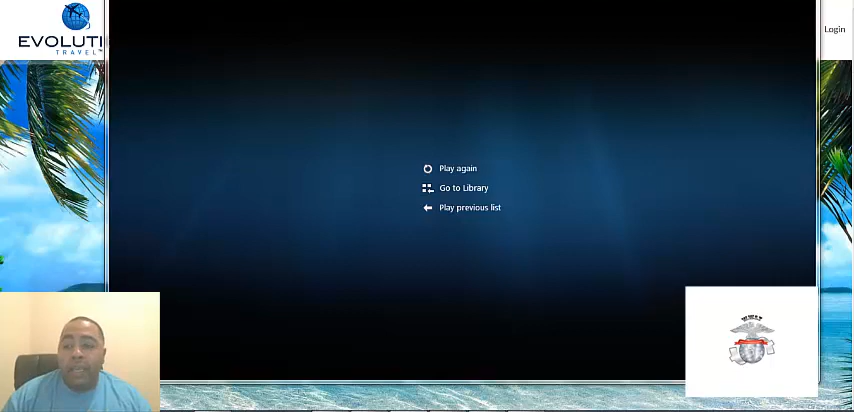 EVOLUTI
TRAVEL
Login
Play again
Go to Library
Play previous list